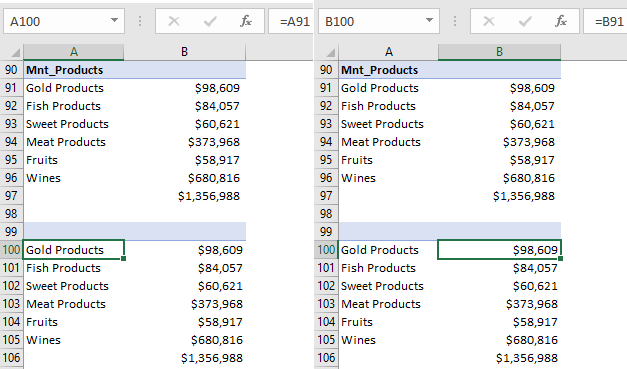 A100 fx =A91
A B
90 Mnt_Products
91 Gold Products $98,609
92 Fish Products $84,057
93 Sweet Products $60,621
94 Meat Products $373,968
95 Fruits $58,917
96 Wines $680,816
97 $1,356,988
98
99
100 Gold Products $98,609
101 Fish Products $84,057
102 Sweet Products $60,621
103 Meat Products $373,968
104 Fruits $58,917
105 Wines $680,816
106 $1,356,988
B100 fx =B91
A B
90 Mnt_Products
91 Gold Products $98,609
92 Fish Products $84,057
93 Sweet Products $60,621
94 Meat Products $373,968
95 Fruits $58,917
96 Wines $680,816
97 $1,356,988
98
99
100 Gold Products $98,609
101 Fish Products $84,057
102 Sweet Products $60,621
103 Meat Products $373,968
104 Fruits $58,917
105 Wines $680,816
106 $1,356,988